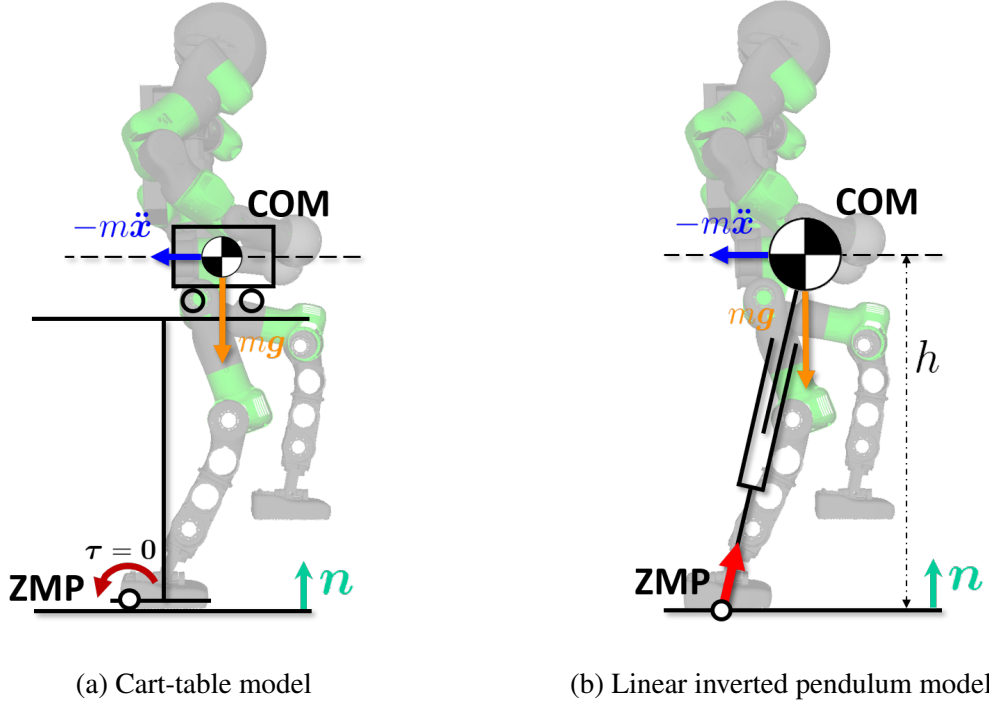 COM
−mẍ
mg
τ = 0
ZMP
n
(a) Cart-table model
COM
−mẍ
mg
h
ZMP
n
(b) Linear inverted pendulum model